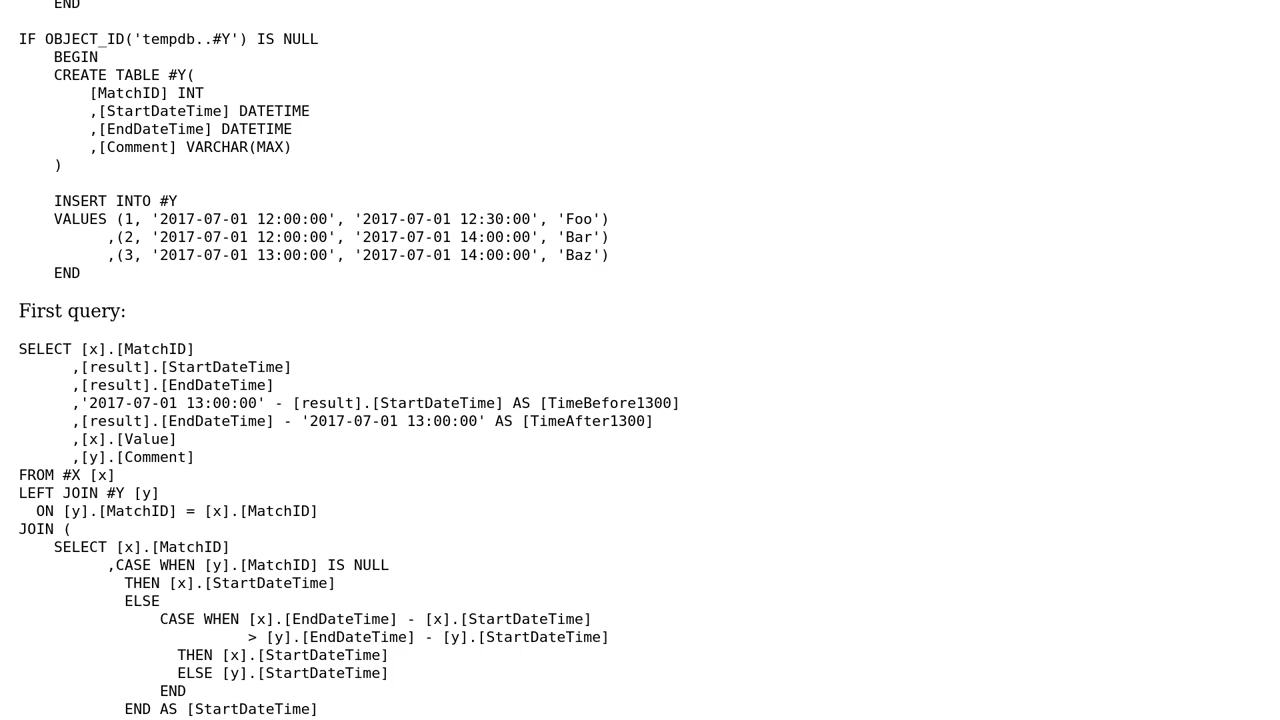 END

IF OBJECT_ID('tempdb..#Y') IS NULL
    BEGIN
    CREATE TABLE #Y(
        [MatchID] INT
        ,[StartDateTime] DATETIME
        ,[EndDateTime] DATETIME
        ,[Comment] VARCHAR(MAX)
    )

    INSERT INTO #Y
    VALUES (1, '2017-07-01 12:00:00', '2017-07-01 12:30:00', 'Foo')
          ,(2, '2017-07-01 12:00:00', '2017-07-01 14:00:00', 'Bar')
          ,(3, '2017-07-01 13:00:00', '2017-07-01 14:00:00', 'Baz')
    END

First query:

SELECT [x].[MatchID]
      ,[result].[StartDateTime]
      ,[result].[EndDateTime]
      ,'2017-07-01 13:00:00' - [result].[StartDateTime] AS [TimeBefore1300]
      ,[result].[EndDateTime] - '2017-07-01 13:00:00' AS [TimeAfter1300]
      ,[x].[Value]
      ,[y].[Comment]
FROM #X [x]
LEFT JOIN #Y [y]
  ON [y].[MatchID] = [x].[MatchID]
JOIN (
    SELECT [x].[MatchID]
          ,CASE WHEN [y].[MatchID] IS NULL
            THEN [x].[StartDateTime]
            ELSE
                CASE WHEN [x].[EndDateTime] - [x].[StartDateTime]
                          > [y].[EndDateTime] - [y].[StartDateTime]
                  THEN [x].[StartDateTime]
                  ELSE [y].[StartDateTime]
                END
            END AS [StartDateTime]